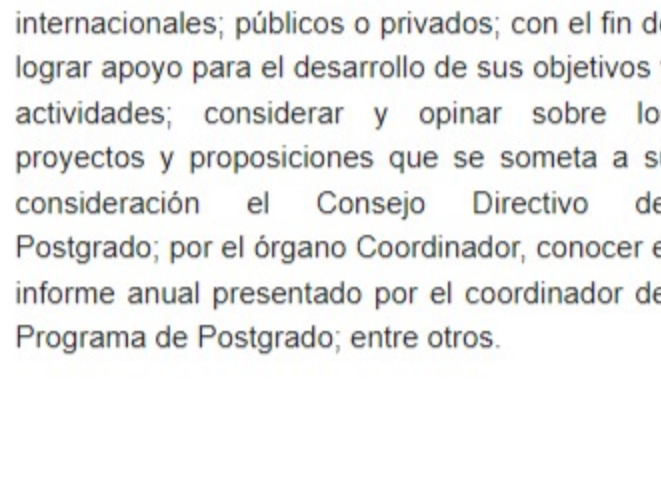 internacionales; públicos o privados; con el fin d
lograr apoyo para el desarrollo de sus objetivos
actividades; considerar y opinar sobre lo
proyectos y proposiciones que se someta a s
consideración el Consejo Directivo de
Postgrado; por el órgano Coordinador, conocer e
informe anual presentado por el coordinador de
Programa de Postgrado; entre otros.